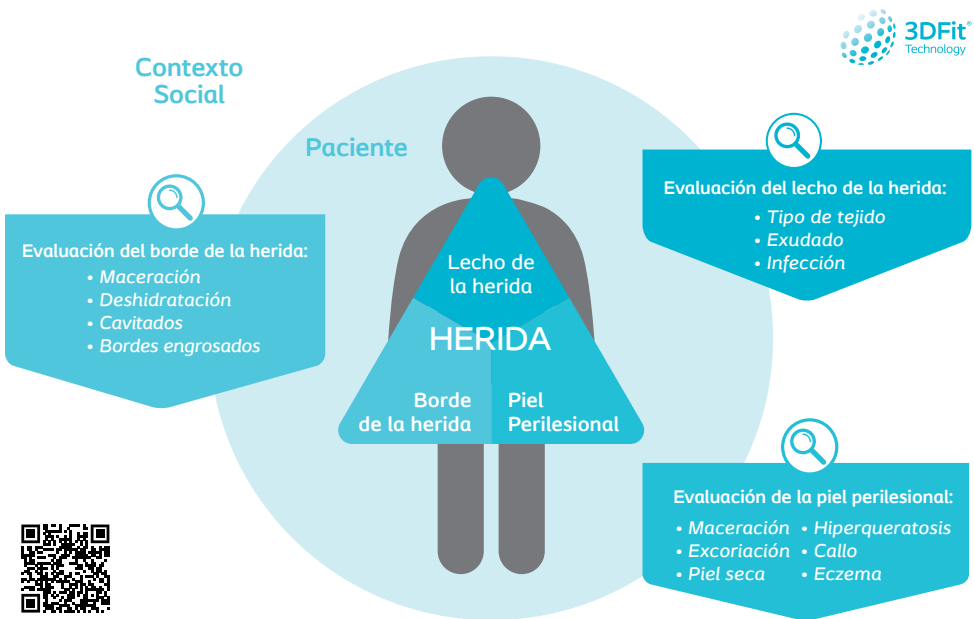 3DFit®
Technology
Contexto
Social
Paciente
Evaluación del borde de la herida:
• Maceración
• Deshidratación
• Cavitados
• Bordes engrosados
Evaluación del lecho de la herida:
• Tipo de tejido
• Exudado
• Infección
Lecho de
la herida
HERIDA
Borde
de la herida
Piel
Perilesional
Evaluación de la piel perilesional:
• Maceración • Hiperqueratosis
• Excoriación • Callo
• Piel seca • Eczema